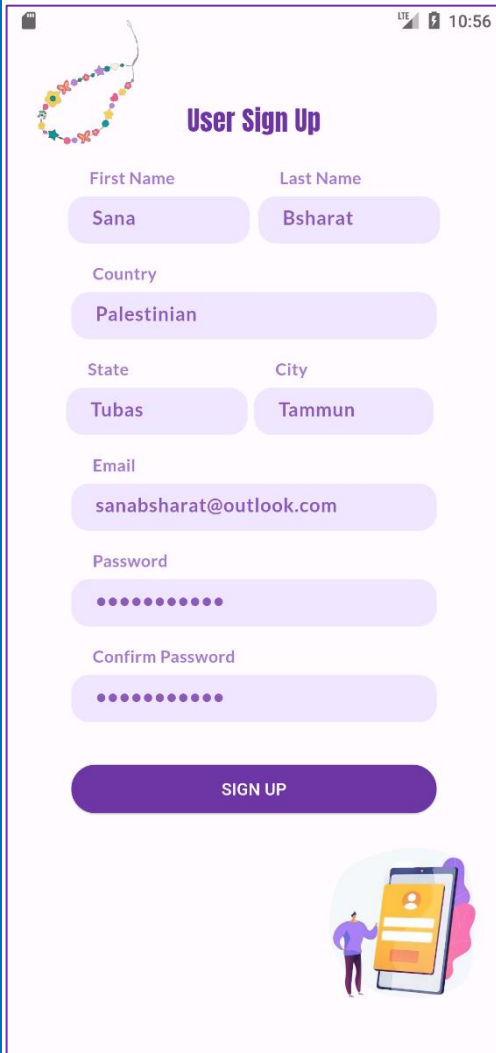 LTE 10:56
User Sign Up
First Name Last Name
Sana Bsharat
Country
Palestinian
State City
Tubas Tammun
Email
sanabsharat@outlook.com
Password
●●●●●●●●●●●
Confirm Password
●●●●●●●●●●●
SIGN UP